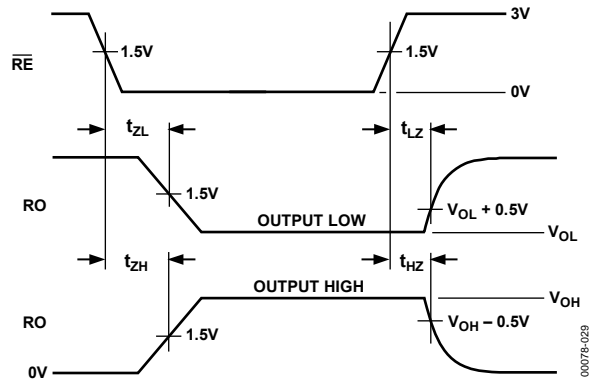 3V
RE
1.5V
1.5V
0V
tZL
tLZ
RO
1.5V
OUTPUT LOW
VOL + 0.5V
VOL
tZH
tHZ
OUTPUT HIGH
VOH
RO
1.5V
VOH – 0.5V
0V
00078-029